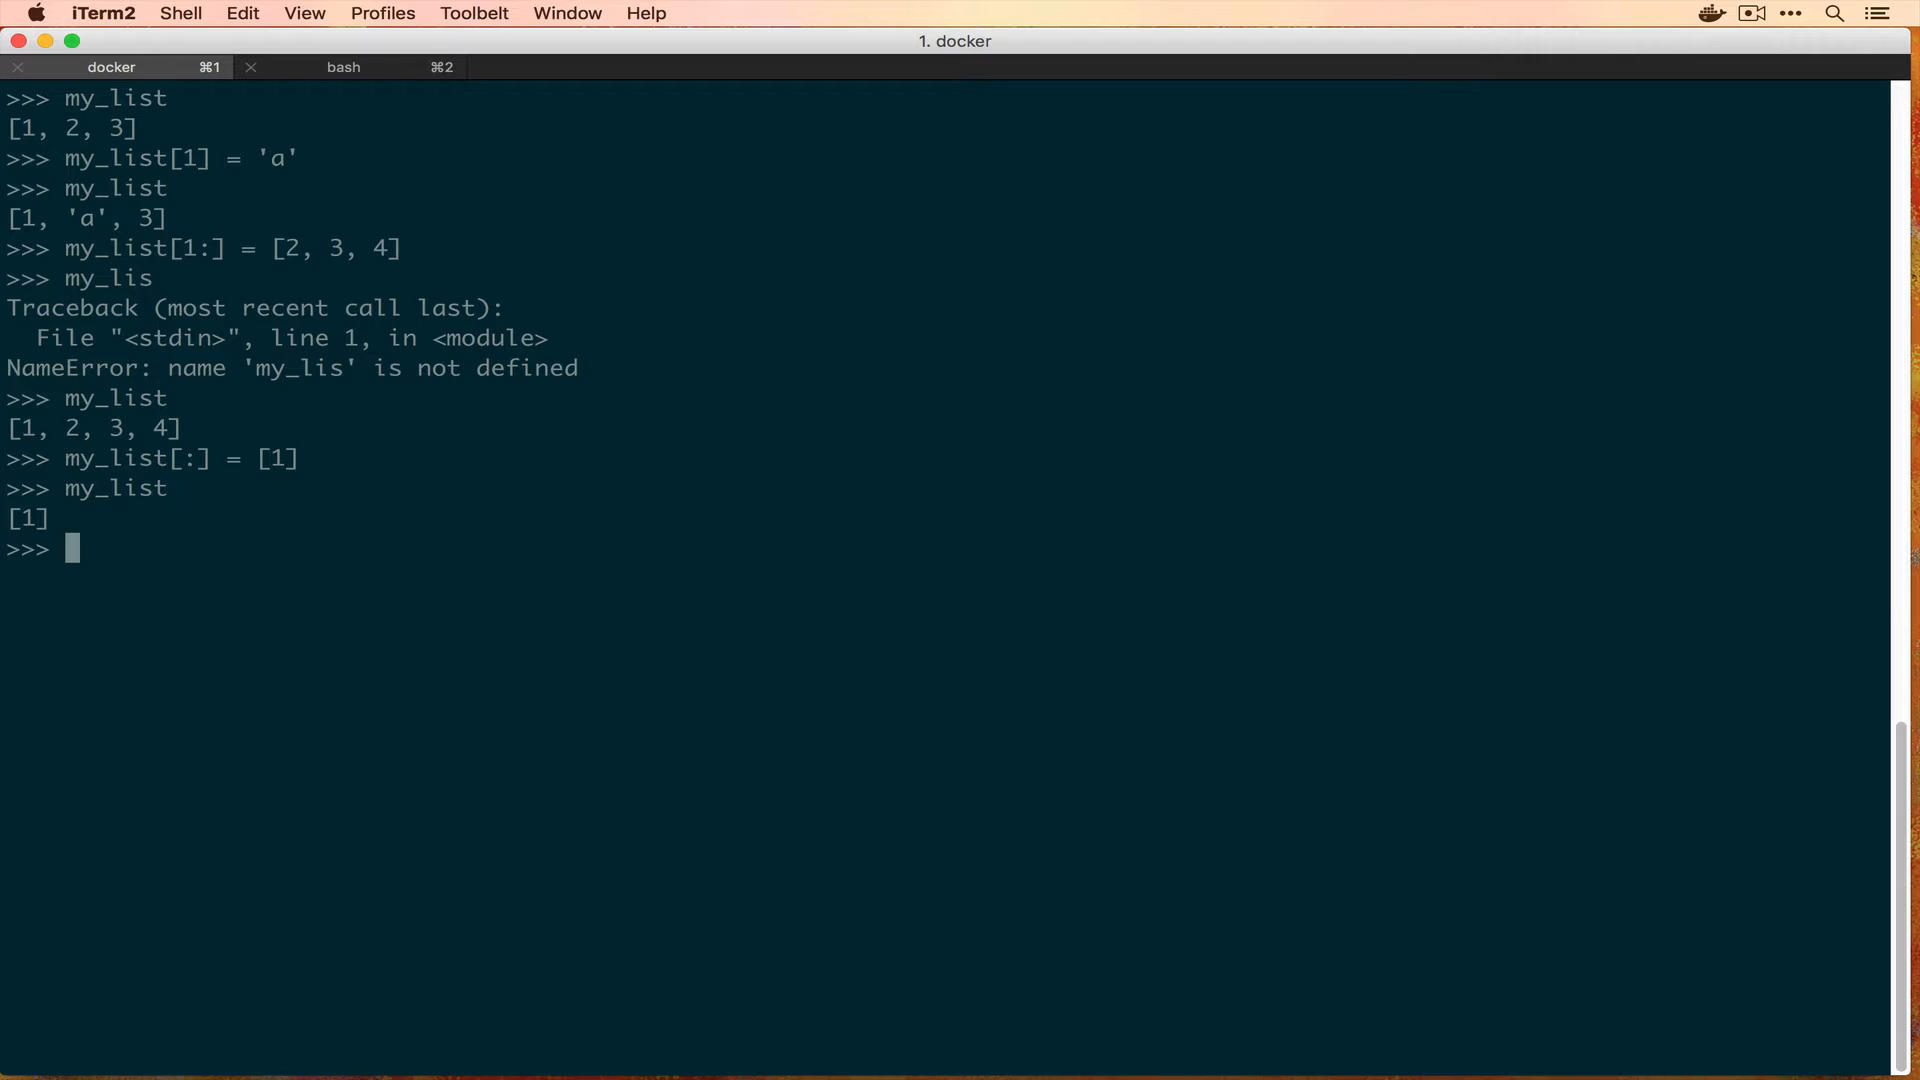 iTerm2 Shell Edit View Profiles Toolbelt Window Help
1. docker
docker ⌘1 bash ⌘2
>>> my_list
[1, 2, 3]
>>> my_list[1] = 'a'
>>> my_list
[1, 'a', 3]
>>> my_list[1:] = [2, 3, 4]
>>> my_lis
Traceback (most recent call last):
  File "<stdin>", line 1, in <module>
NameError: name 'my_lis' is not defined
>>> my_list
[1, 2, 3, 4]
>>> my_list[:] = [1]
>>> my_list
[1]
>>>